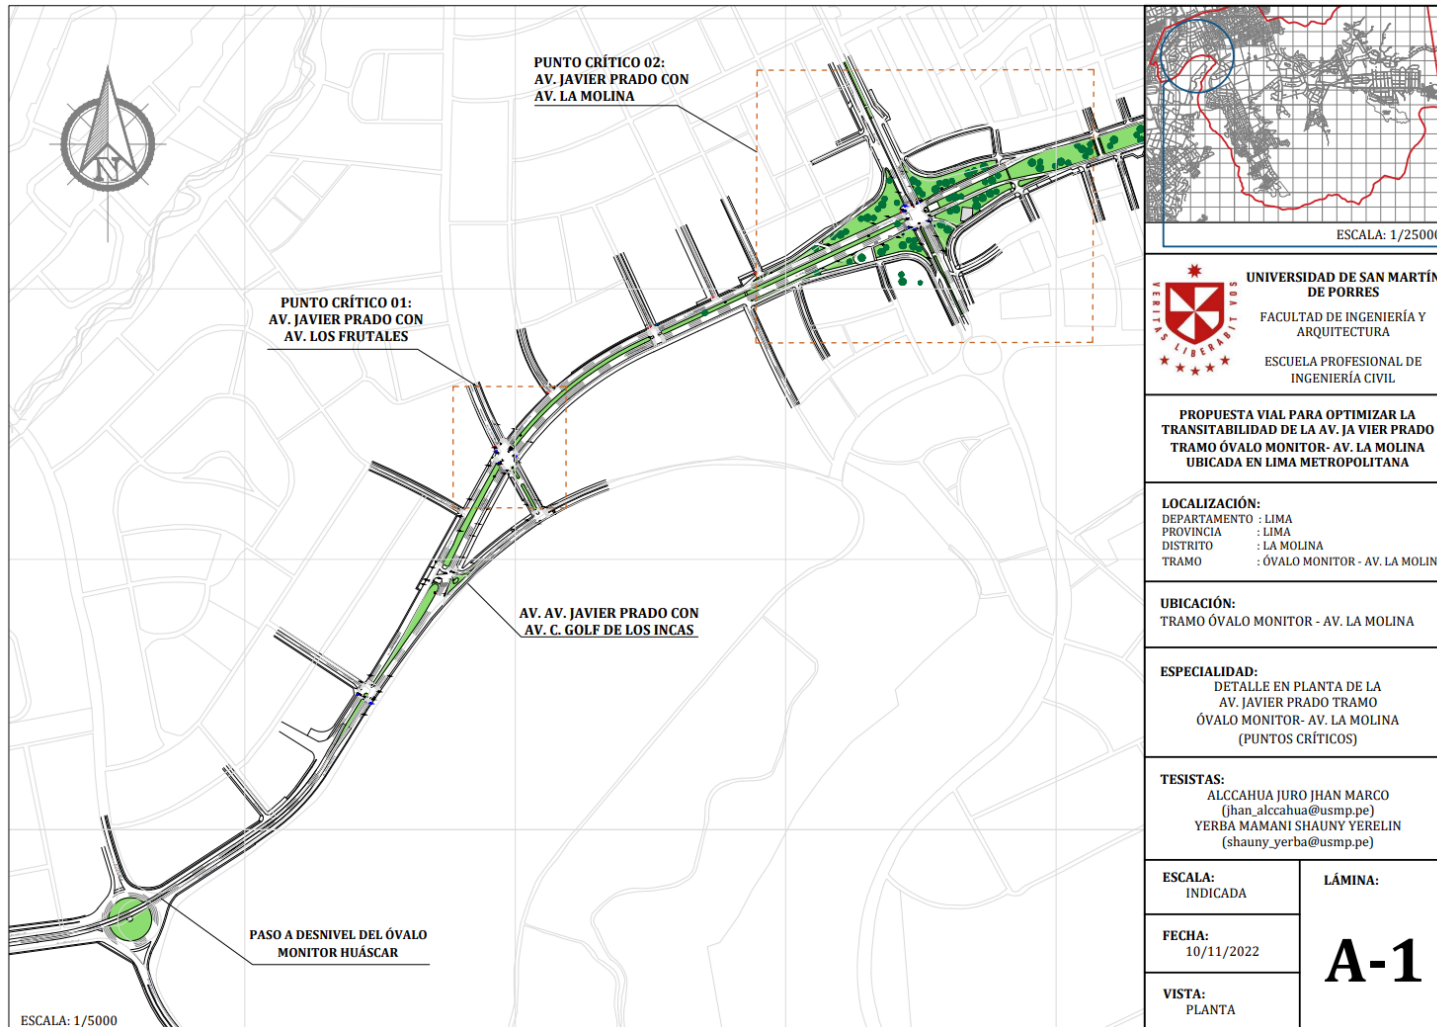 PUNTO CRÍTICO 02:
AV. JAVIER PRADO CON
AV. LA MOLINA
PUNTO CRÍTICO 01:
AV. JAVIER PRADO CON
AV. LOS FRUTALES
AV. AV. JAVIER PRADO CON
AV. C. GOLF DE LOS INCAS
PASO A DESNIVEL DEL ÓVALO
MONITOR HUÁSCAR
N
ESCALA: 1/5000
ESCALA: 1/25000
VERITAS LIBERABIT VOS
UNIVERSIDAD DE SAN MARTÍN
DE PORRES
FACULTAD DE INGENIERÍA Y
ARQUITECTURA
ESCUELA PROFESIONAL DE
INGENIERÍA CIVIL
PROPUESTA VIAL PARA OPTIMIZAR LA
TRANSITABILIDAD DE LA AV. JA VIER PRADO
TRAMO ÓVALO MONITOR- AV. LA MOLINA
UBICADA EN LIMA METROPOLITANA
LOCALIZACIÓN:
DEPARTAMENTO : LIMA
PROVINCIA : LIMA
DISTRITO : LA MOLINA
TRAMO : ÓVALO MONITOR - AV. LA MOLIN
UBICACIÓN:
TRAMO ÓVALO MONITOR - AV. LA MOLINA
ESPECIALIDAD:
DETALLE EN PLANTA DE LA
AV. JAVIER PRADO TRAMO
ÓVALO MONITOR- AV. LA MOLINA
(PUNTOS CRÍTICOS)
TESISTAS:
ALCCAHUA JURO JHAN MARCO
(jhan_alccahua@usmp.pe)
YERBA MAMANI SHAUNY YERELIN
(shauny_yerba@usmp.pe)
ESCALA:
INDICADA
FECHA:
10/11/2022
VISTA:
PLANTA
LÁMINA:
A-1